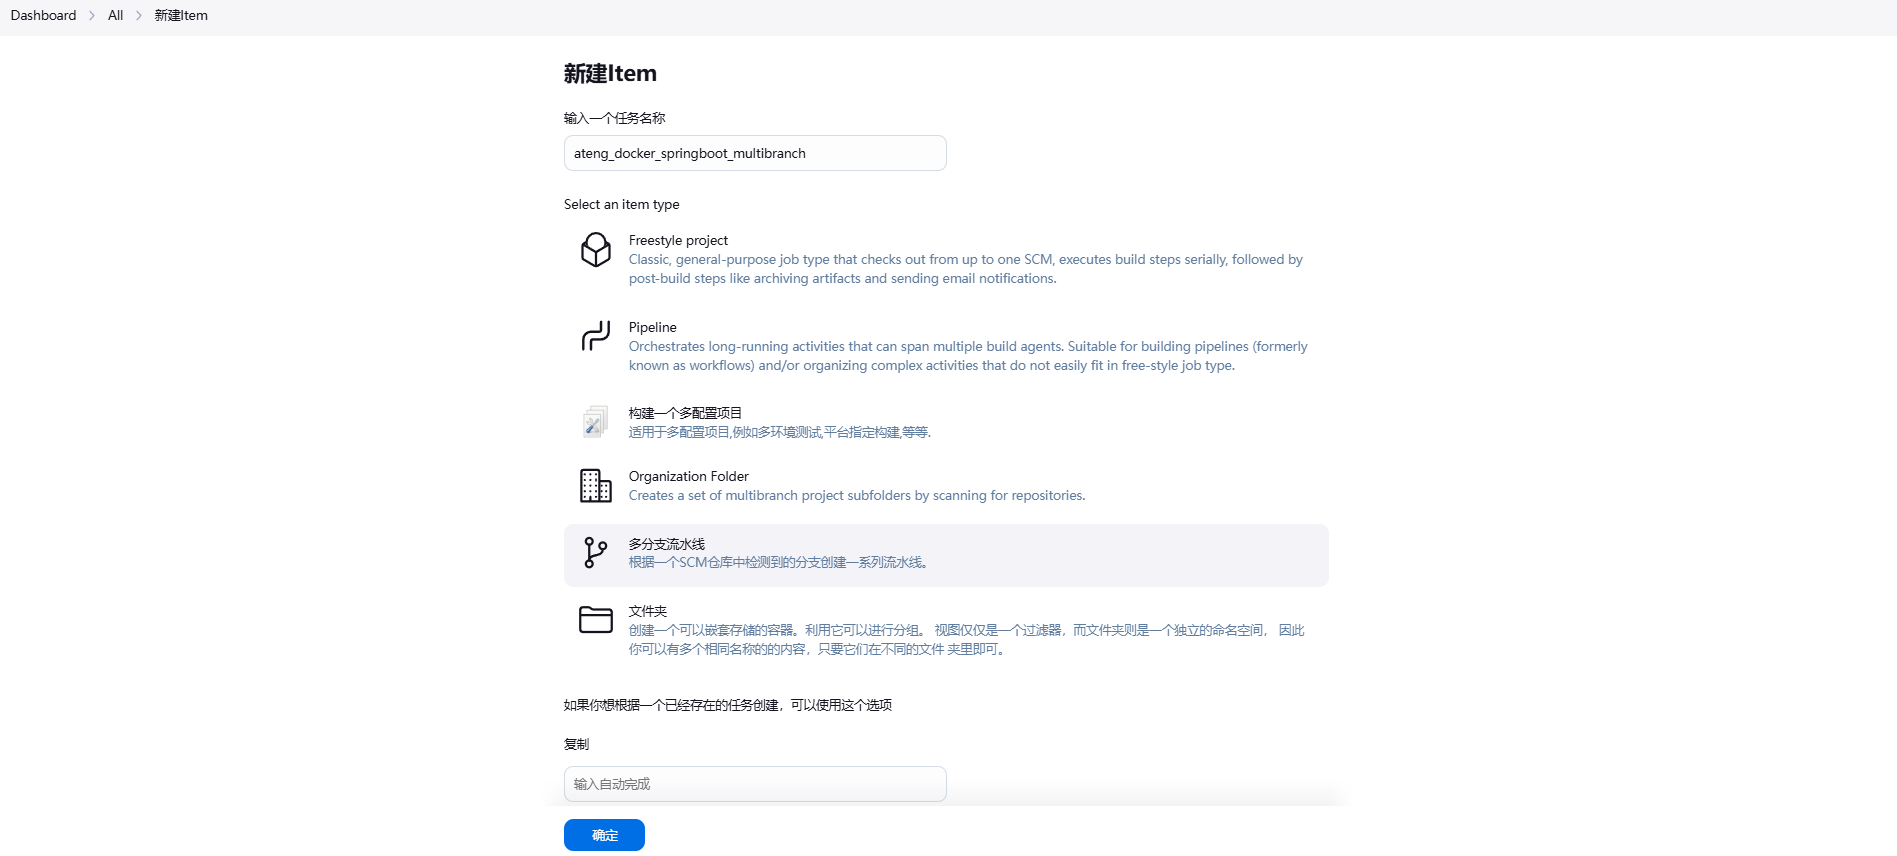 Dashboard > All > 新建Item
新建Item
输入一个任务名称
ateng_docker_springboot_multibranch
Select an item type
Freestyle project
Classic, general-purpose job type that checks out from up to one SCM, executes build steps serially, followed by
post-build steps like archiving artifacts and sending email notifications.
Pipeline
Orchestrates long-running activities that can span multiple build agents. Suitable for building pipelines (formerly
known as workflows) and/or organizing complex activities that do not easily fit in free-style job type.
构建一个多配置项目
适用于多配置项目,例如多环境测试,平台指定构建,等等.
Organization Folder
Creates a set of multibranch project subfolders by scanning for repositories.
多分支流水线
根据一个SCM仓库中检测到的分支创建一系列流水线。
文件夹
创建一个可以嵌套存储的容器。利用它可以进行分组。 视图仅仅是一个过滤器，而文件夹则是一个独立的命名空间， 因此
你可以有多个相同名称的的内容，只要它们在不同的文件 夹里即可。
如果你想根据一个已经存在的任务创建，可以使用这个选项
复制
输入自动完成
确定